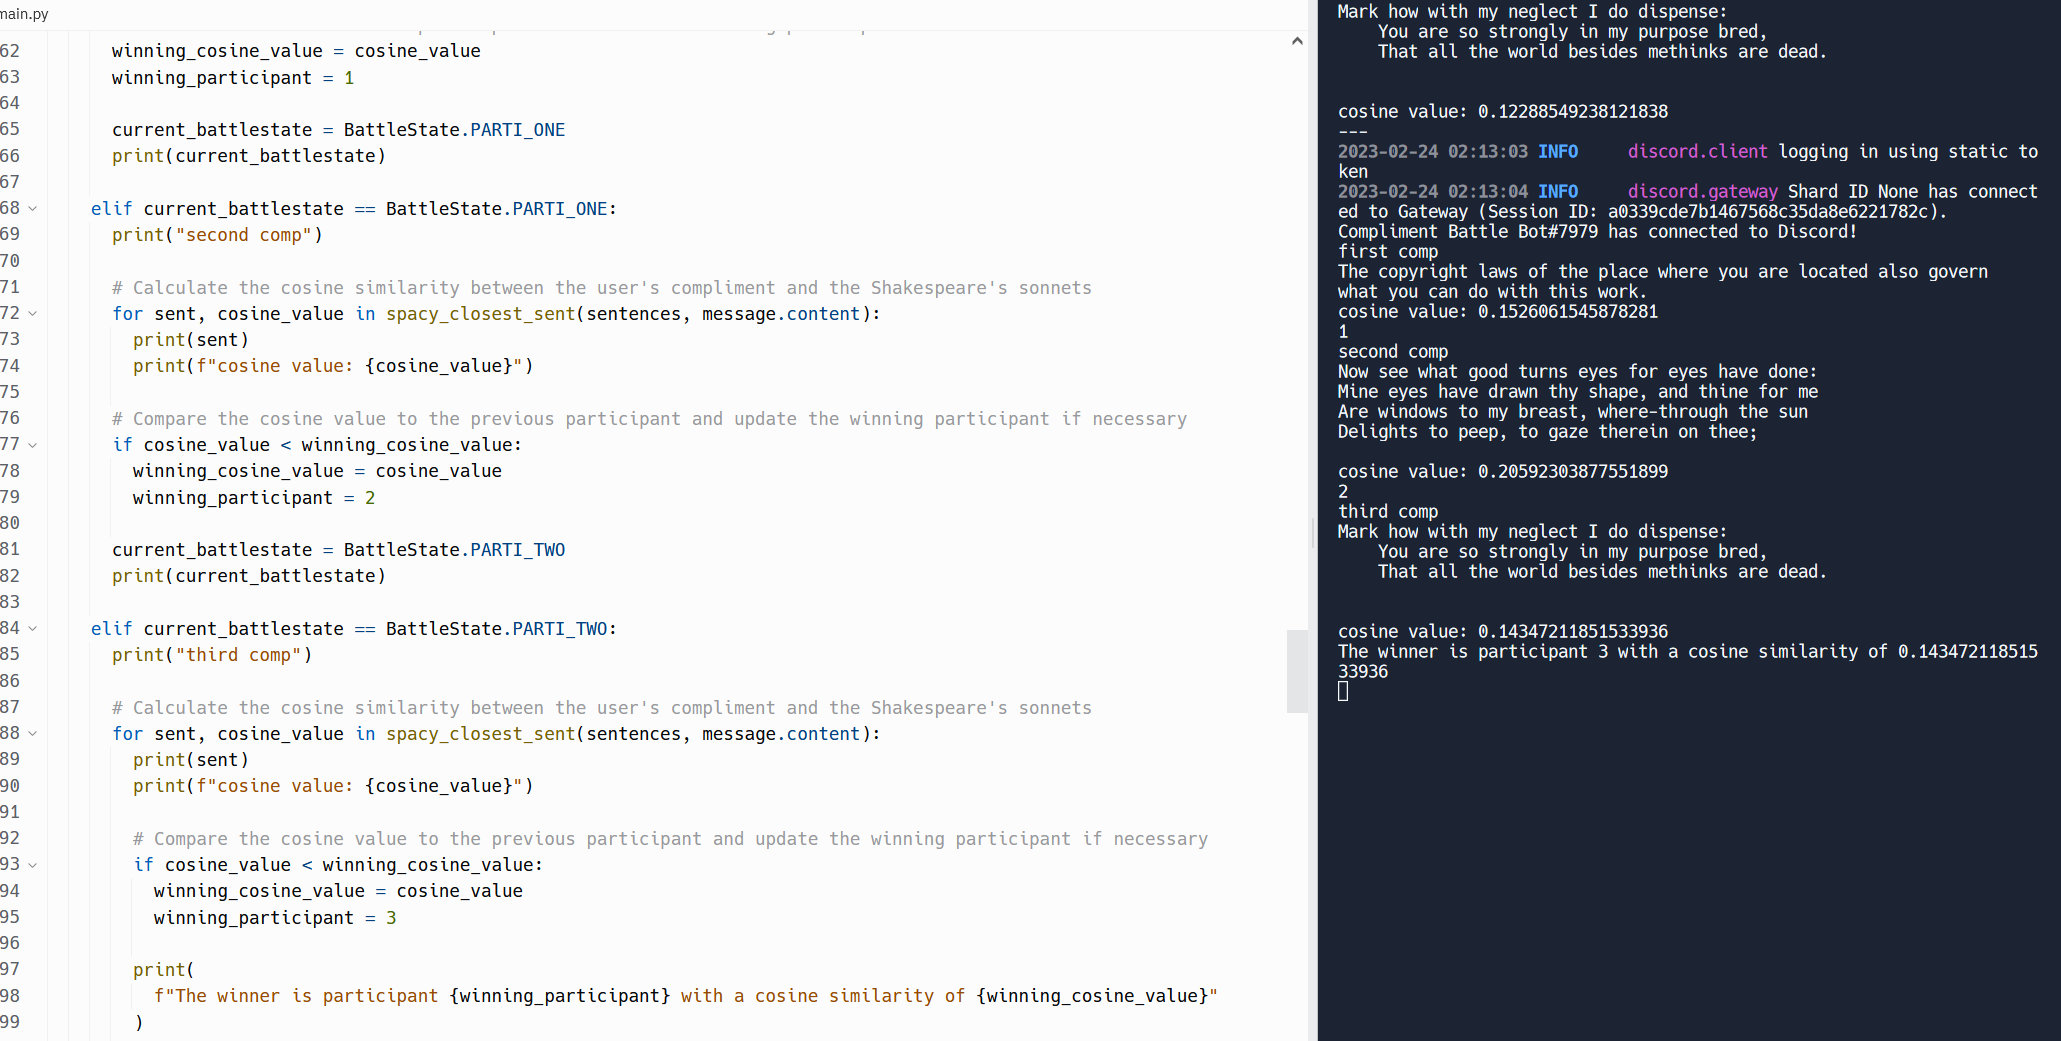 main.py
62 winning_cosine_value = cosine_value
63 winning_participant = 1
64
65 current_battlestate = BattleState.PARTI_ONE
66 print(current_battlestate)
67
68 elif current_battlestate == BattleState.PARTI_ONE:
69 print("second comp")
70
71 # Calculate the cosine similarity between the user's compliment and the Shakespeare's sonnets
72 for sent, cosine_value in spacy_closest_sent(sentences, message.content):
73 print(sent)
74 print(f"cosine value: {cosine_value}")
75
76 # Compare the cosine value to the previous participant and update the winning participant if necessary
77 if cosine_value < winning_cosine_value:
78 winning_cosine_value = cosine_value
79 winning_participant = 2
80
81 current_battlestate = BattleState.PARTI_TWO
82 print(current_battlestate)
83
84 elif current_battlestate == BattleState.PARTI_TWO:
85 print("third comp")
86
87 # Calculate the cosine similarity between the user's compliment and the Shakespeare's sonnets
88 for sent, cosine_value in spacy_closest_sent(sentences, message.content):
89 print(sent)
90 print(f"cosine value: {cosine_value}")
91
92 # Compare the cosine value to the previous participant and update the winning participant if necessary
93 if cosine_value < winning_cosine_value:
94 winning_cosine_value = cosine_value
95 winning_participant = 3
96
97 print(
98 f"The winner is participant {winning_participant} with a cosine similarity of {winning_cosine_value}"
99 )
Mark how with my neglect I do dispense:
You are so strongly in my purpose bred,
That all the world besides methinks are dead.
cosine value: 0.12288549238121838
---
2023-02-24 02:13:03 INFO discord.client logging in using static to
ken
2023-02-24 02:13:04 INFO discord.gateway Shard ID None has connect
ed to Gateway (Session ID: a0339cde7b1467568c35da8e6221782c).
Compliment Battle Bot#7979 has connected to Discord!
first comp
The copyright laws of the place where you are located also govern
what you can do with this work.
cosine value: 0.1526061545878281
1
second comp
Now see what good turns eyes for eyes have done:
Mine eyes have drawn thy shape, and thine for me
Are windows to my breast, where-through the sun
Delights to peep, to gaze therein on thee;
cosine value: 0.20592303877551899
2
third comp
Mark how with my neglect I do dispense:
You are so strongly in my purpose bred,
That all the world besides methinks are dead.
cosine value: 0.14347211851533936
The winner is participant 3 with a cosine similarity of 0.143472118515
33936